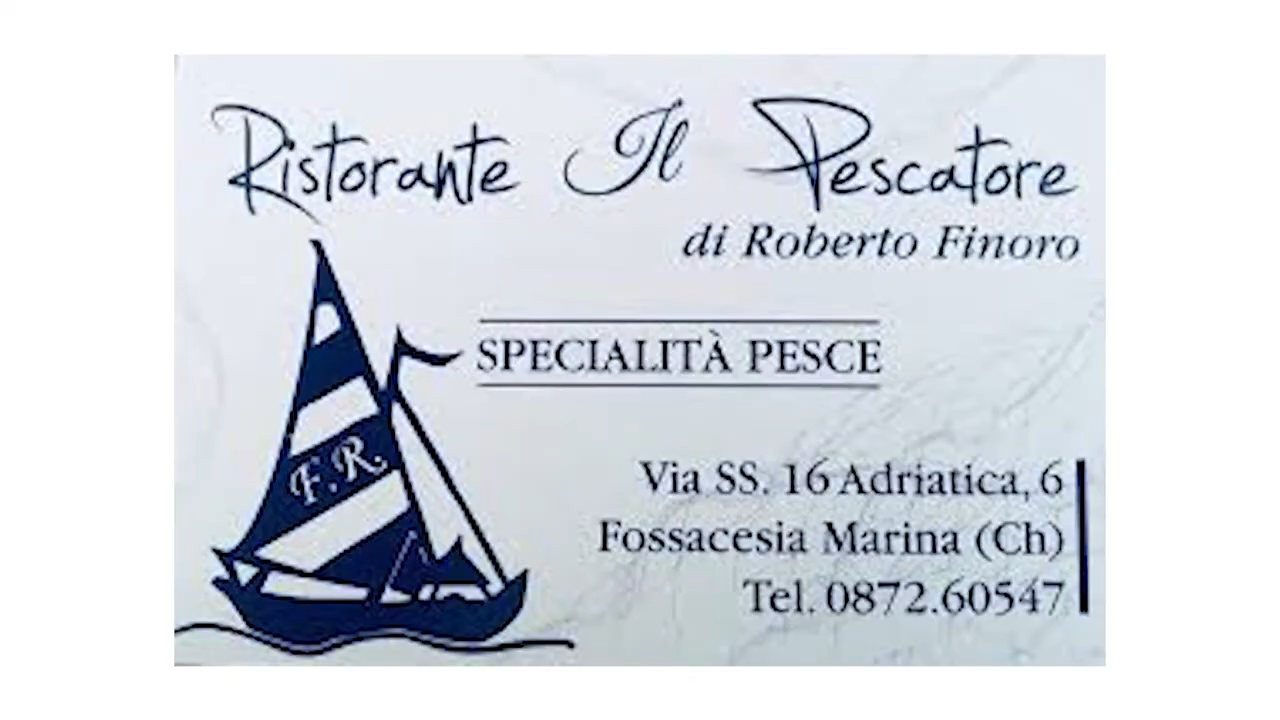 Ristorante Il Pescatore
di Roberto Finoro
SPECIALITÀ PESCE
F.R.
Via SS. 16 Adriatica, 6
Fossacesia Marina (Ch)
Tel. 0872.60547